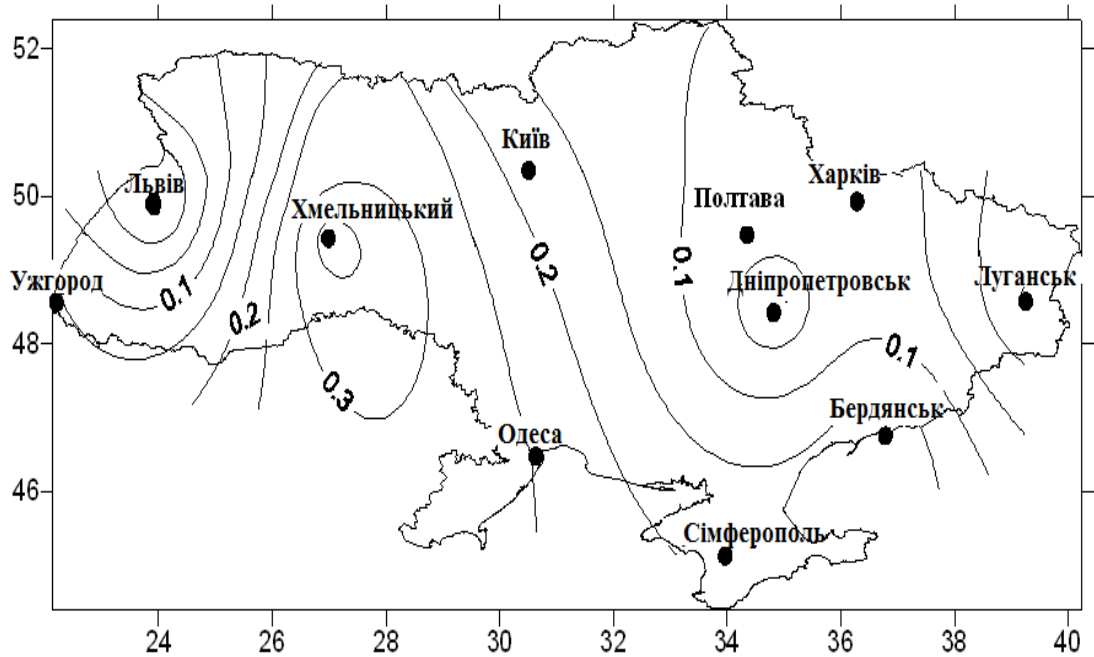 52
50
48
46
24
26
28
30
32
34
36
38
40
Київ
Львів
Харків
Полтава
Хмельницький
Ужгород
Дніпропетровськ
Луганськ
Бердянськ
Одеса
Сімферополь
0.1
0.2
0.3
0.2
0.1
0.1